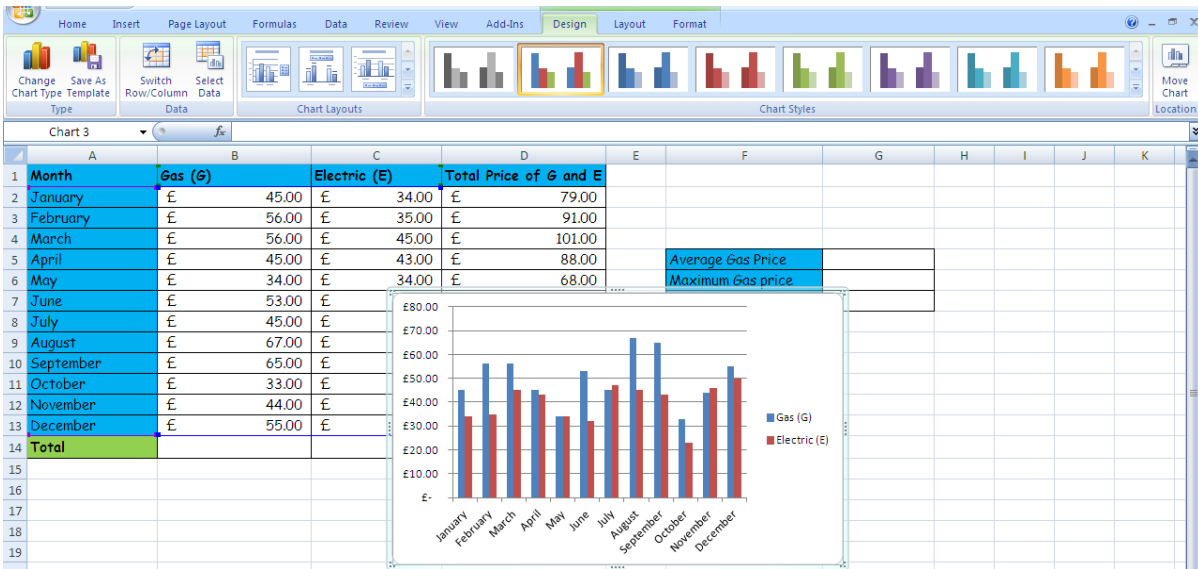 Home Insert Page Layout Formulas Data Review View Add-Ins Design Layout Format
Change Chart Type Save As Template Switch Row/Column Select Data Move Chart
Type Data Chart Layouts Chart Styles Location
Chart 3 fx
A B C D E F G H I J K
1 Month Gas (G) Electric (E) Total Price of G and E
2 January £ 45.00 £ 34.00 £ 79.00
3 February £ 56.00 £ 35.00 £ 91.00
4 March £ 56.00 £ 45.00 £ 101.00
5 April £ 45.00 £ 43.00 £ 88.00 Average Gas Price
6 May £ 34.00 £ 34.00 £ 68.00 Maximum Gas price
7 June £ 53.00 £
8 July £ 45.00 £
9 August £ 67.00 £
10 September £ 65.00 £
11 October £ 33.00 £
12 November £ 44.00 £
13 December £ 55.00 £
14 Total
15
16
17
18
19
£80.00
£70.00
£60.00
£50.00
£40.00
£30.00
£20.00
£10.00
£-
January February March April May June July August September October November December
Gas (G)
Electric (E)